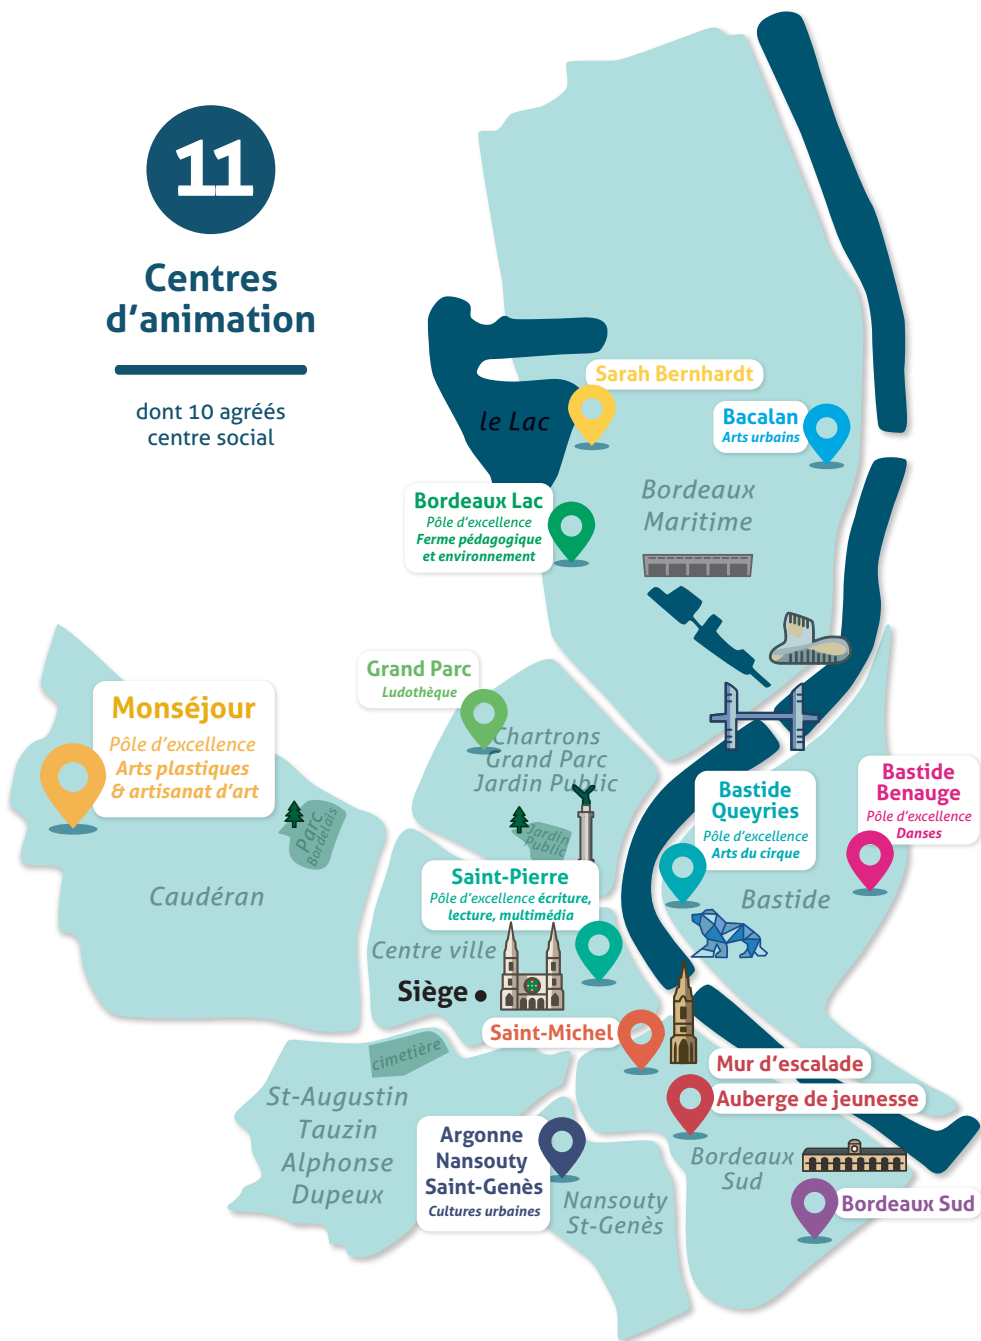 11
Centres
d'animation
dont 10 agréés
centre social
Sarah Bernhardt
le Lac
Bacalan
Arts urbains
Bordeaux
Maritime
Bordeaux Lac
Pôle d'excellence
Ferme pédagogique
et environnement
Grand Parc
Ludothèque
Monséjour
Pôle d'excellence
Arts plastiques
& artisanat d'art
Chartrons
Grand Parc
Jardin Public
Parc
Bordelais
Jardin
Public
Caudéran
Bastide
Queyries
Pôle d'excellence
Arts du cirque
Bastide
Benauge
Pôle d'excellence
Danses
Bastide
Saint-Pierre
Pôle d'excellence écriture,
lecture, multimédia
Centre ville
Siège
Saint-Michel
cimetière
Mur d'escalade
Auberge de jeunesse
St-Augustin
Tauzin
Alphonse
Dupeux
Argonne
Nansouty
Saint-Genès
Cultures urbaines
Nansouty
St-Genès
Bordeaux
Sud
Bordeaux Sud